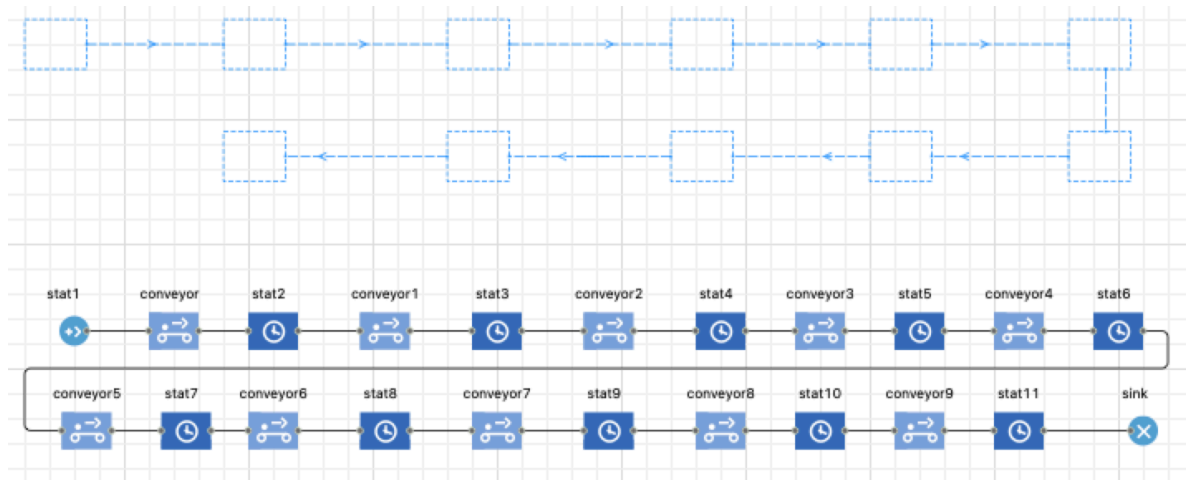 stat1 conveyor stat2 conveyor1 stat3 conveyor2 stat4 conveyor3 stat5 conveyor4 stat6
conveyor5 stat7 conveyor6 stat8 conveyor7 stat9 conveyor8 stat10 conveyor9 stat11 sink